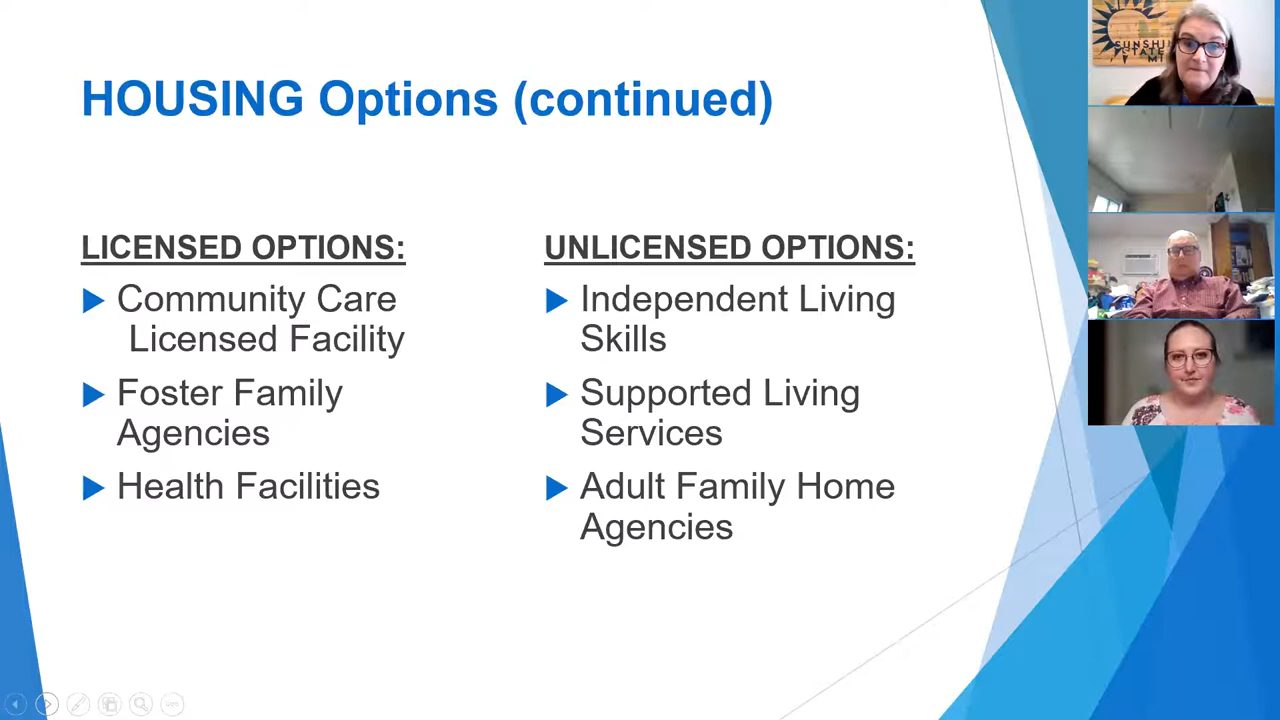 HOUSING Options (continued)
LICENSED OPTIONS:
Community Care
Licensed Facility
Foster Family
Agencies
Health Facilities
UNLICENSED OPTIONS:
Independent Living
Skills
Supported Living
Services
Adult Family Home
Agencies
STATE